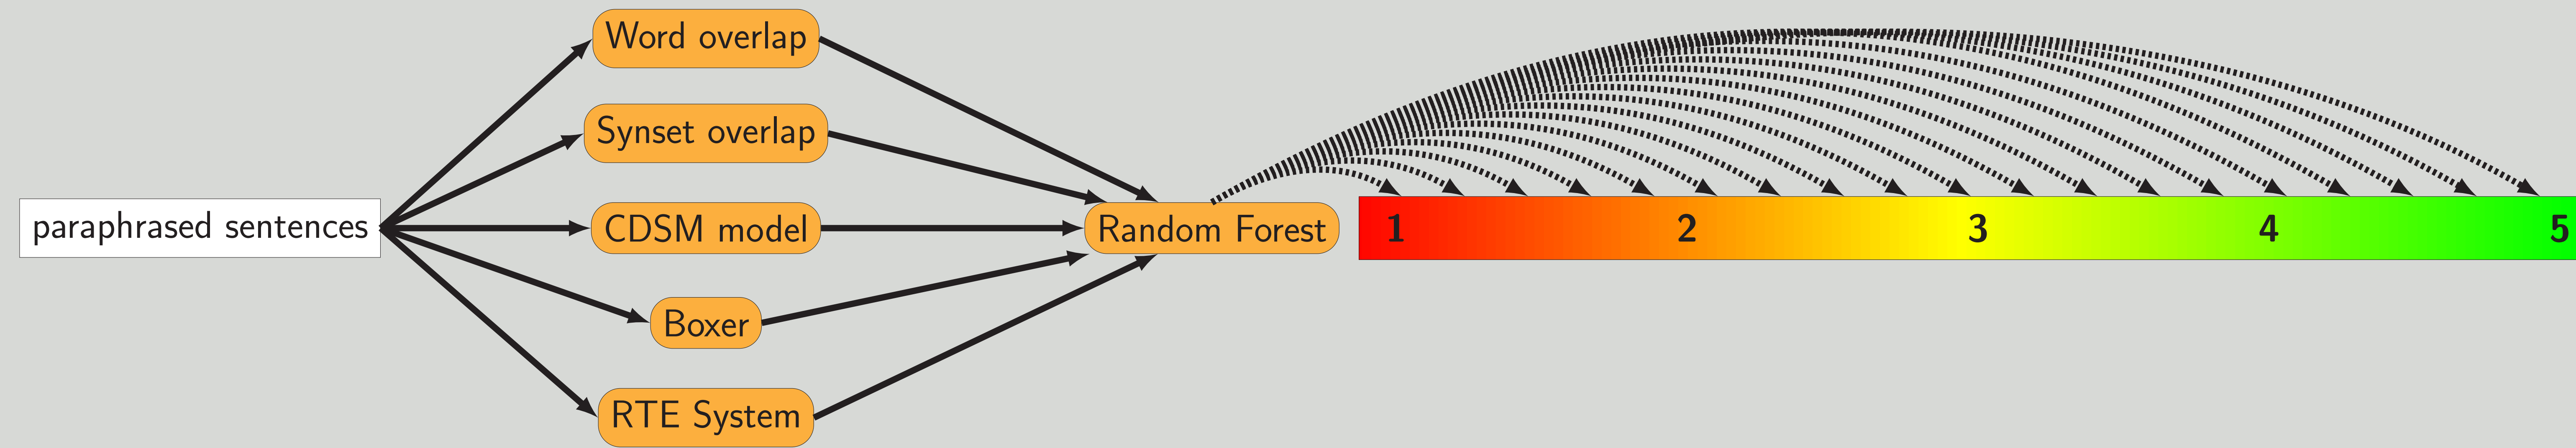 Word overlap
Synset overlap
paraphrased sentences
CDSM model
Random Forest
1 2 3 4 5
Boxer
RTE System